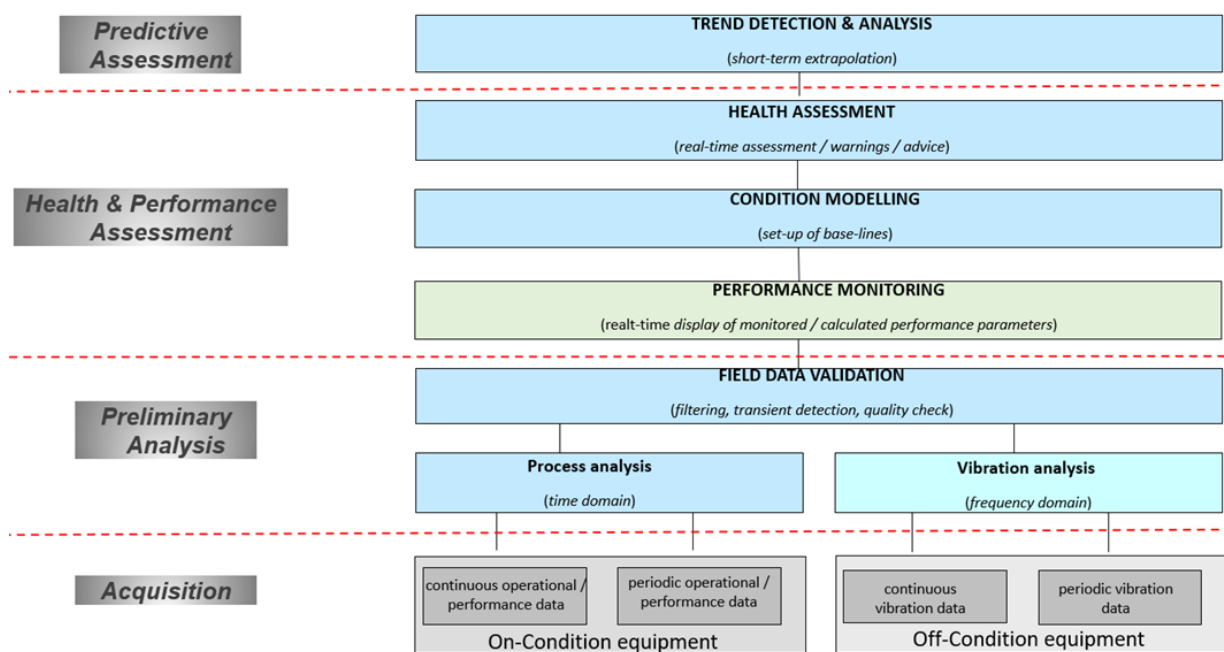 Predictive
Assessment
TREND DETECTION & ANALYSIS
(short-term extrapolation)
HEALTH ASSESSMENT
(real-time assessment / warnings / advice)
Health & Performance
Assessment
CONDITION MODELLING
(set-up of base-lines)
PERFORMANCE MONITORING
(realt-time display of monitored / calculated performance parameters)
Preliminary
Analysis
FIELD DATA VALIDATION
(filtering, transient detection, quality check)
Process analysis
(time domain)
Vibration analysis
(frequency domain)
Acquisition
continuous operational /
performance data
periodic operational /
performance data
On-Condition equipment
continuous
vibration data
periodic vibration
data
Off-Condition equipment